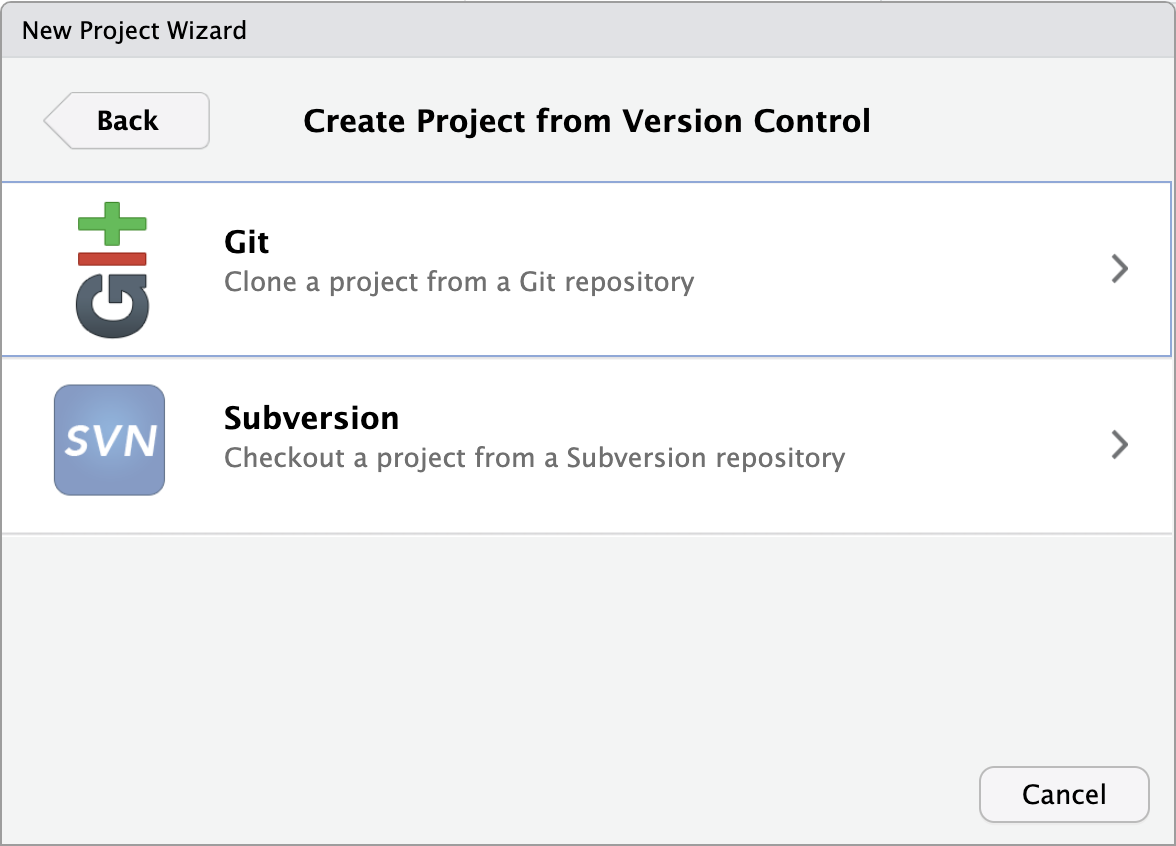 New Project Wizard
Back
Create Project from Version Control
GIt
Git
Clone a project from a Git repository
SVN
Subversion
Checkout a project from a Subversion repository
Cancel